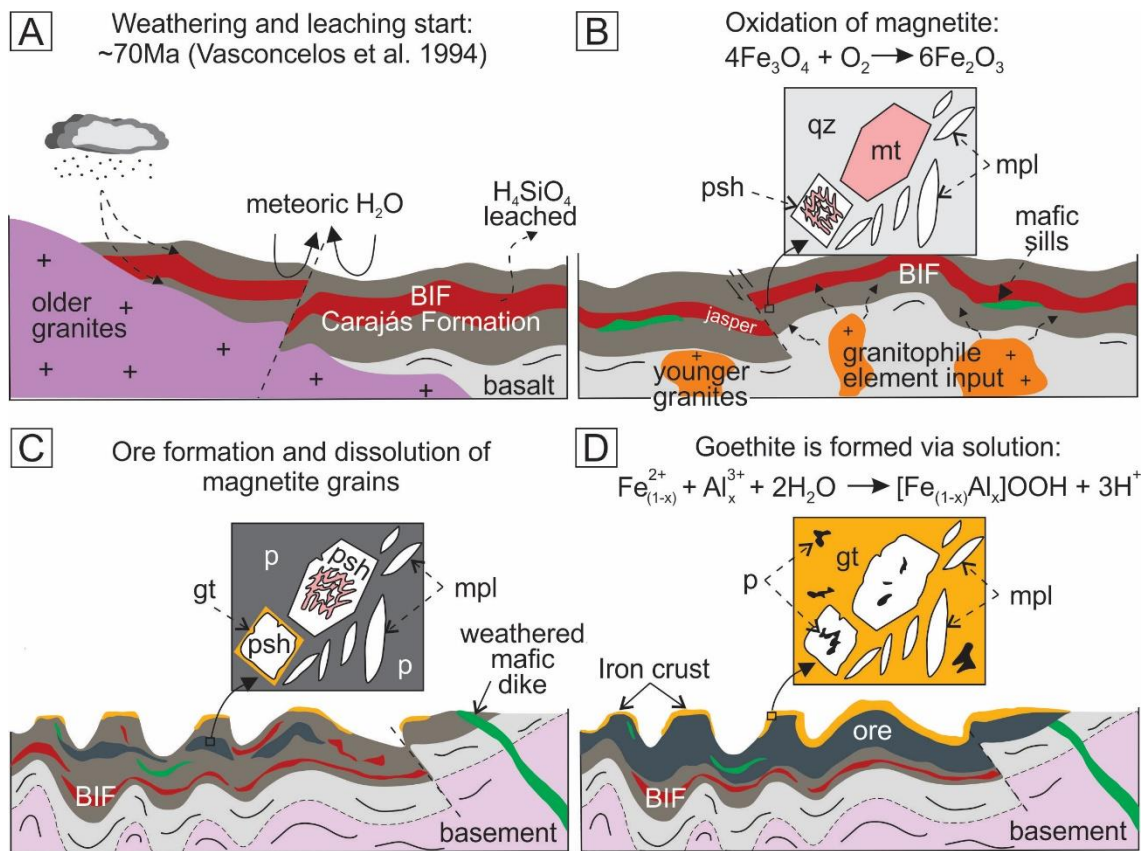 A
Weathering and leaching start:
~70Ma (Vasconcelos et al. 1994)
meteoric H₂O
H₄SiO₄
leached
older
granites
BIF
Carajás Formation
basalt
B
Oxidation of magnetite:
4Fe₃O₄ + O₂ → 6Fe₂O₃
qz
mt
mpl
psh
mafic
sills
BIF
jasper
younger
granites
granitophile
element input
C
Ore formation and dissolution of
magnetite grains
p
psh
gt
mpl
psh
p
weathered
mafic
dike
BIF
basement
D
Goethite is formed via solution:
Fe²⁺₍₁₋ₓ₎ + Al³⁺ₓ + 2H₂O → [Fe₍₁₋ₓ₎Alₓ]OOH + 3H⁺
gt
p
mpl
Iron crust
ore
BIF
basement